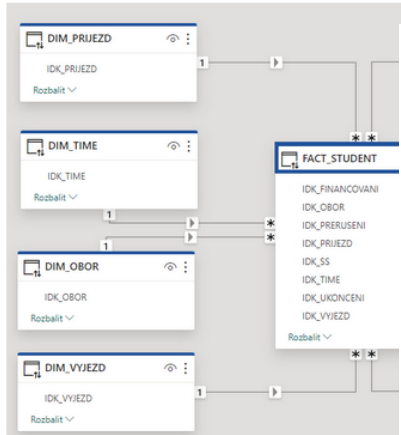 DIM_PRIJEZD
IDK_PRIJEZD
Rozbalit
1
DIM_TIME
IDK_TIME
Rozbalit
1
1
DIM_OBOR
IDK_OBOR
Rozbalit
DIM_VYJEZD
IDK_VYJEZD
Rozbalit
1
* *
FACT_STUDENT
IDK_FINANCOVANI
IDK_OBOR
IDK_PRERUSENI
IDK_PRIJEZD
IDK_SS
IDK_TIME
IDK_UKONCENI
IDK_VYJEZD
Rozbalit
*
*
* *